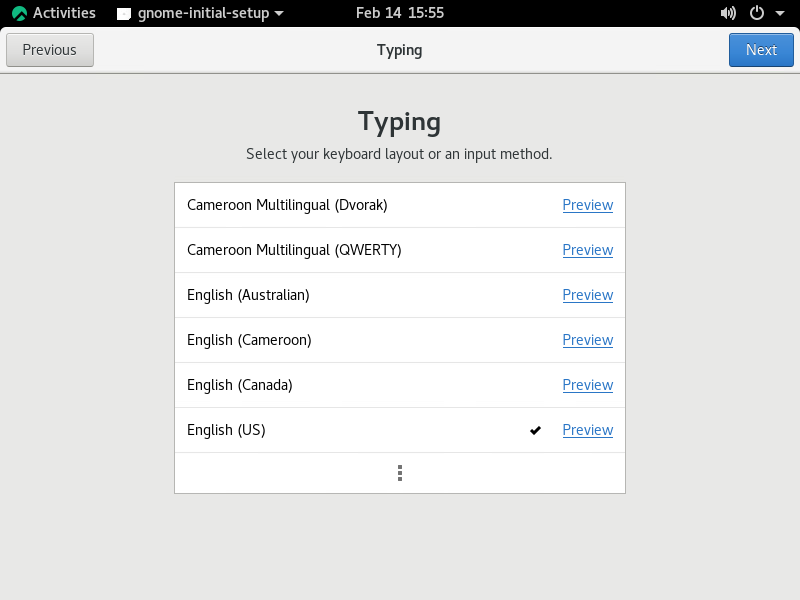 Activities gnome-initial-setup Feb 14 15:55
Previous Typing Next
Typing
Select your keyboard layout or an input method.
Cameroon Multilingual (Dvorak) Preview
Cameroon Multilingual (QWERTY) Preview
English (Australian) Preview
English (Cameroon) Preview
English (Canada) Preview
English (US) Preview